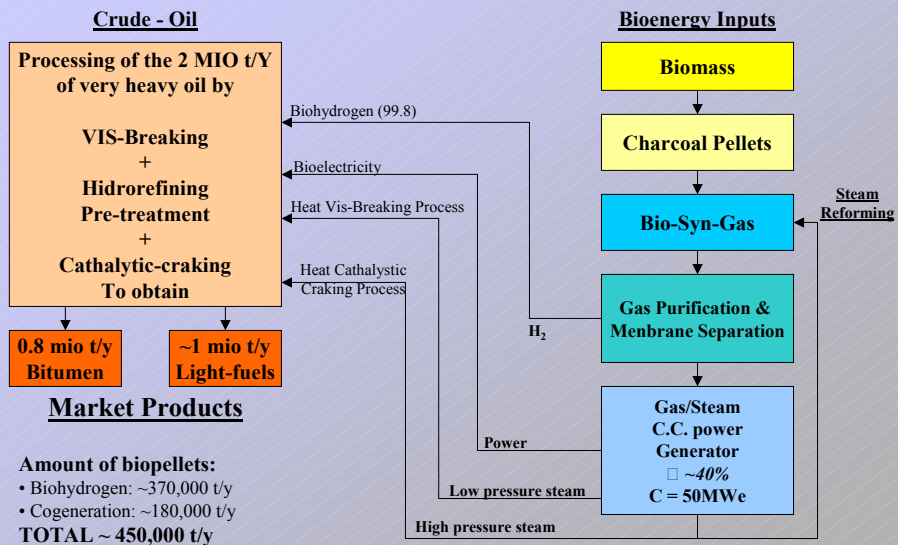 Crude - Oil
Processing of the 2 MIO t/Y
of very heavy oil by
VIS-Breaking
+
Hidrorefining
Pre-treatment
+
Cathalytic-craking
To obtain
0.8 mio t/y
Bitumen
~1 mio t/y
Light-fuels
Market Products
Amount of biopellets:
• Biohydrogen: ~370,000 t/y
• Cogeneration: ~180,000 t/y
TOTAL ~ 450,000 t/y
Biohydrogen (99.8)
Bioelectricity
Heat Vis-Breaking Process
Heat Cathalystic
Craking Process
H₂
Power
Low pressure steam
High pressure steam
Bioenergy Inputs
Biomass
Charcoal Pellets
Bio-Syn-Gas
Steam
Reforming
Gas Purification &
Menbrane Separation
Gas/Steam
C.C. power
Generator
□ ~40%
C = 50MWe